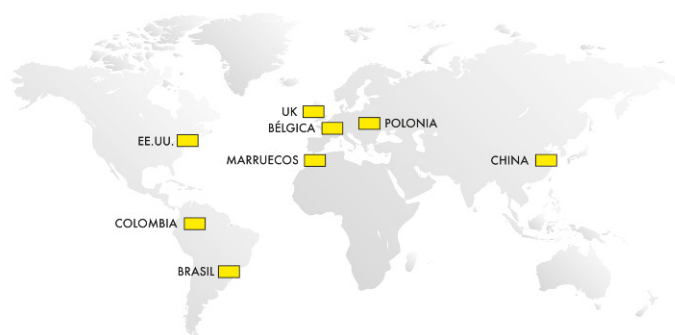 UK
BÉLGICA
POLONIA
EE.UU.
MARRUECOS
CHINA
COLOMBIA
BRASIL